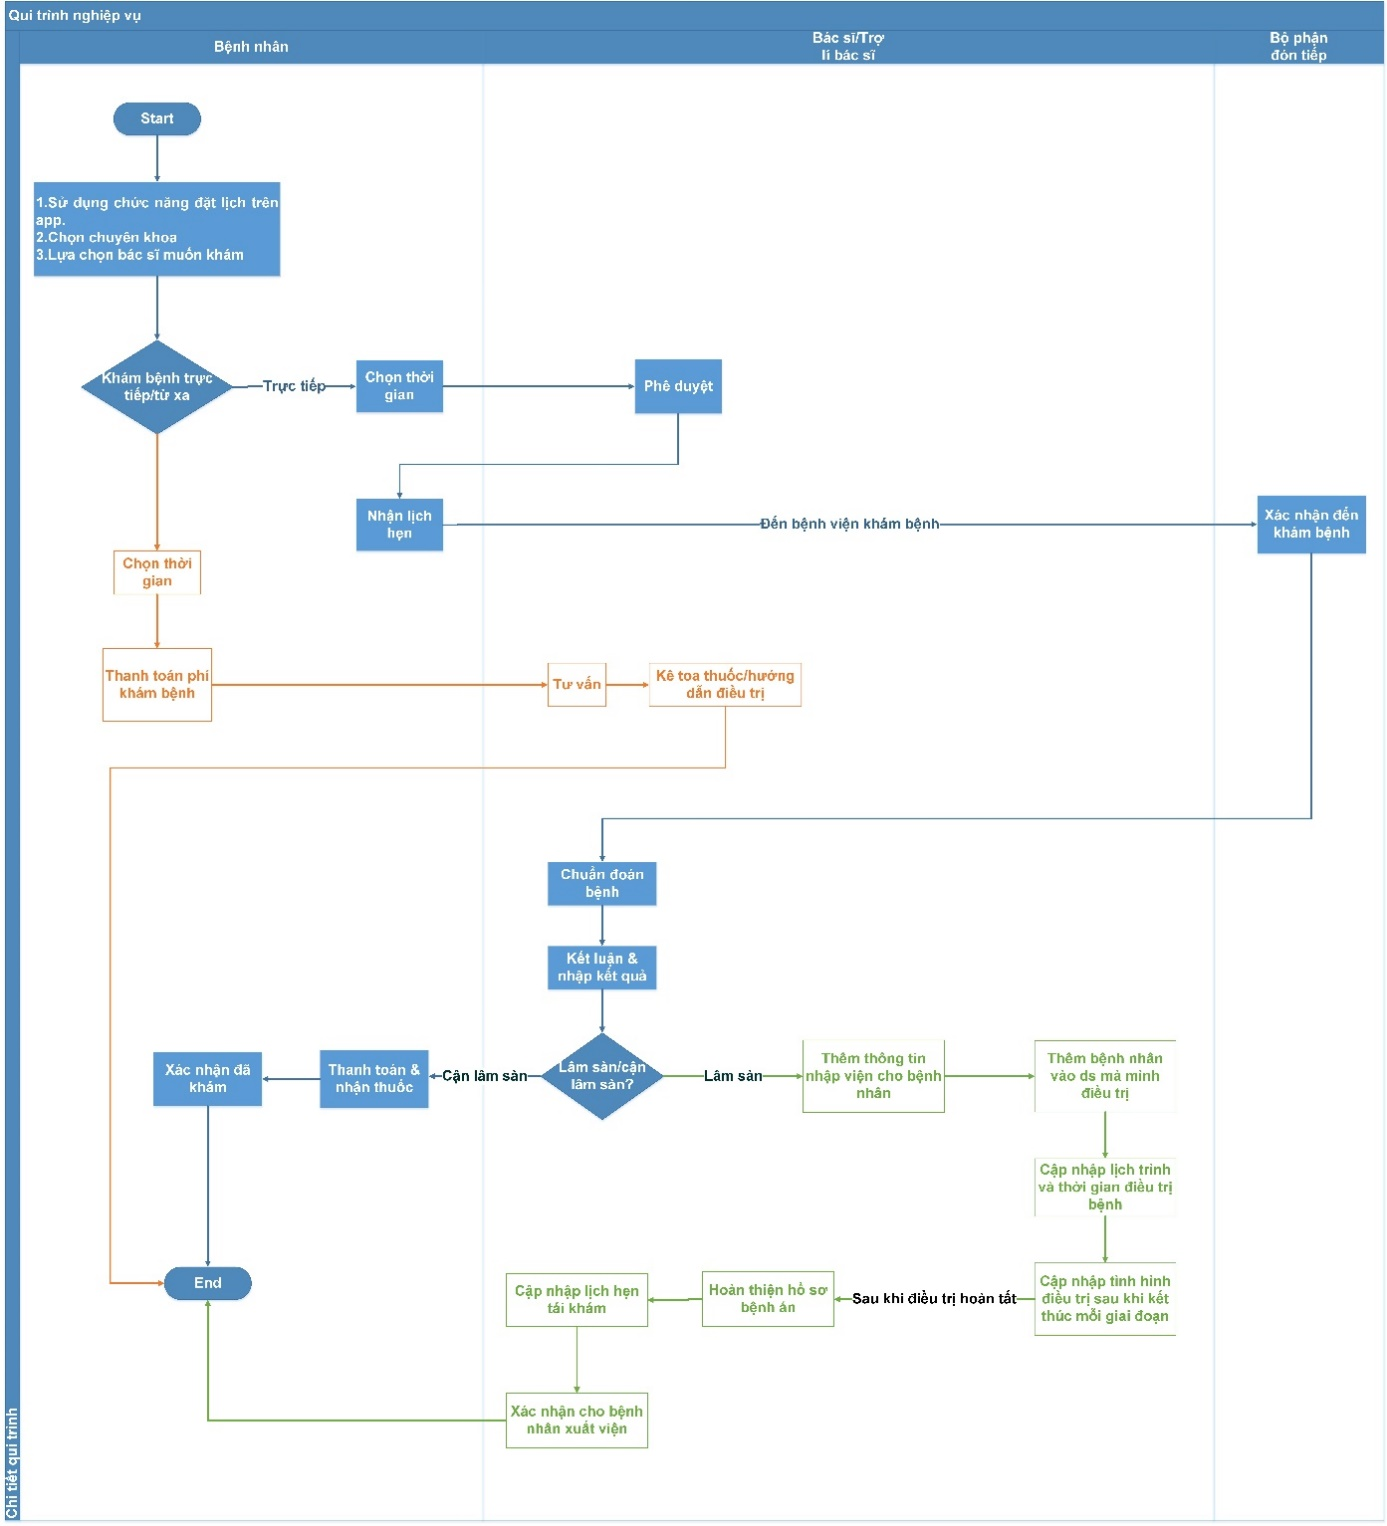 Qui trình nghiệp vụ
Bệnh nhân
Bác sĩ/Trợ
lí bác sĩ
Bộ phận
đón tiếp
Start
1.Sử dụng chức năng đặt lịch trên
app.
2.Chọn chuyên khoa
3.Lựa chọn bác sĩ muốn khám
Khám bệnh trực
tiếp/từ xa
Trực tiếp
Chọn thời
gian
Phê duyệt
Nhận lịch
hẹn
Đến bệnh viện khám bệnh
Xác nhận đến
khám bệnh
Chọn thời
gian
Thanh toán phí
khám bệnh
Tư vấn
Kê toa thuốc/hướng
dẫn điều trị
Chuẩn đoán
bệnh
Kết luận &
nhập kết quả
Lâm sàn/cận
lâm sàn?
Cận lâm sàn
Lâm sàn
Thanh toán &
nhận thuốc
Xác nhận đã
khám
Thêm thông tin
nhập viện cho bệnh
nhân
Thêm bệnh nhân
vào ds mà mình
điều trị
Cập nhập lịch trình
và thời gian điều trị
bệnh
Cập nhập tình hình
điều trị sau khi kết
thúc mỗi giai đoạn
Sau khi điều trị hoàn tất
Hoàn thiện hồ sơ
bệnh án
Cập nhập lịch hẹn
tái khám
Xác nhận cho bệnh
nhân xuất viện
End
Chi tiết qui trình